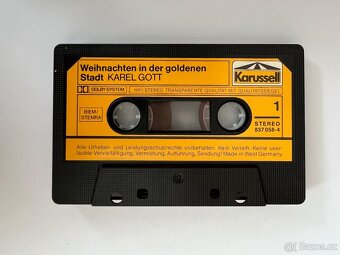 Weihnachten in der goldenen
Stadt KAREL GOTT
Karussell
DOLBY SYSTEM
HIFI STEREO TRANSPARENTE QUALITÄT MIT QUALITÄTSSIEGEL
BIEM/
STEMRA
1
STEREO
837 058-4
Alle Urheber- und Leistungsschutzrechte vorbehalten. Kein Verleih. Keine uner-
laubte Vervielfältigung, Vermietung, Aufführung, Sendung! Made in West Germany.
bazos.cz